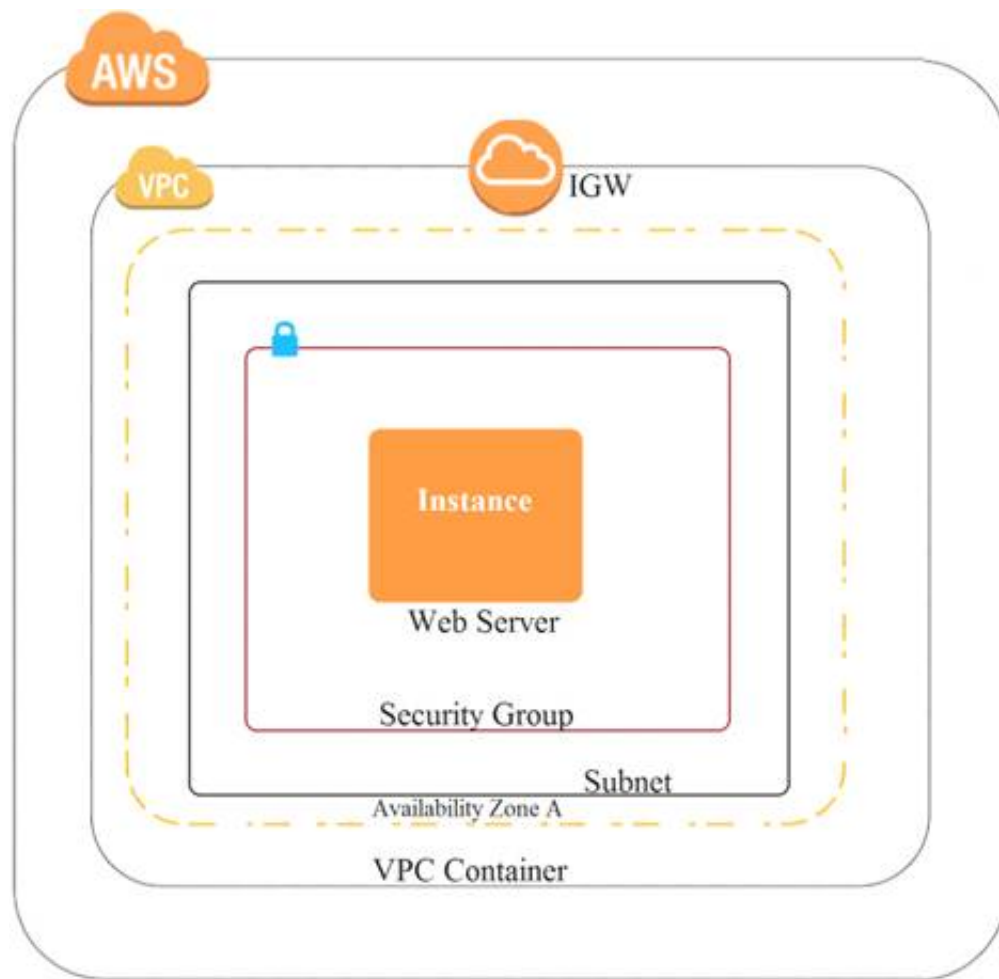 AWS
VPC
IGW
Instance
Web Server
Security Group
Subnet
Availability Zone A
VPC Container